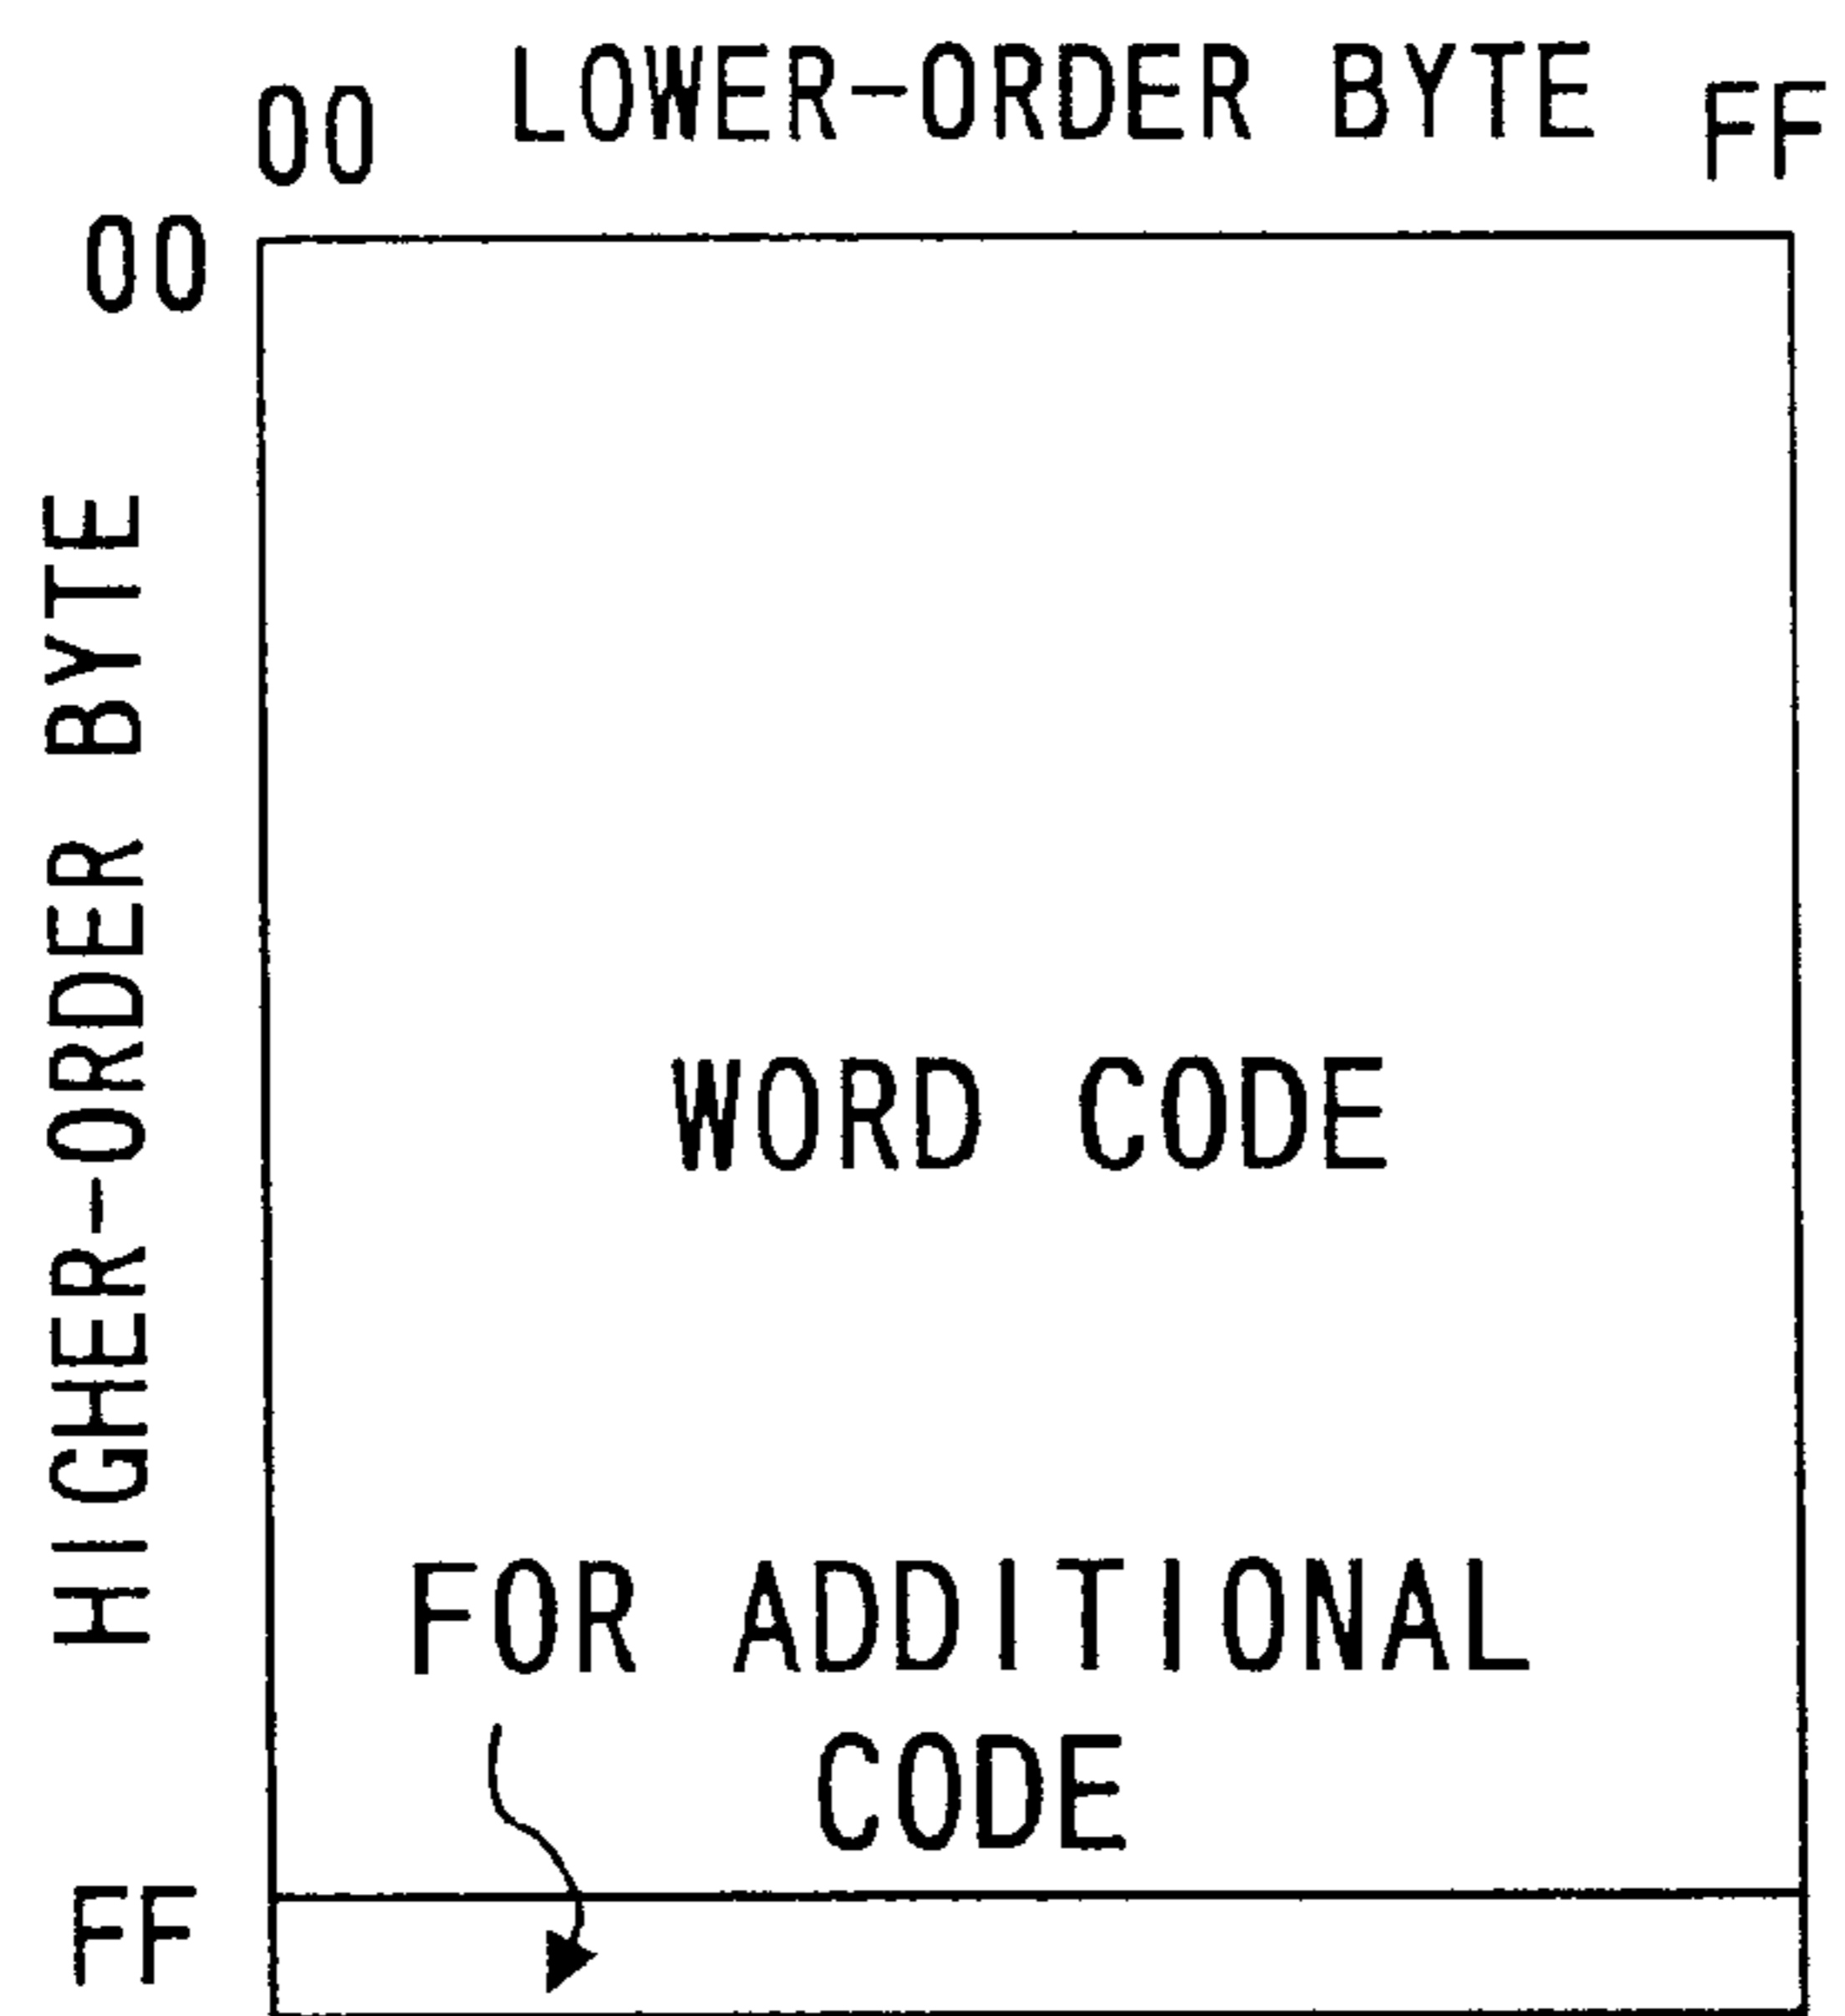 LOWER-ORDER BYTE
00 FF
00
HIGHER-ORDER BYTE
WORD CODE
FOR ADDITIONAL
CODE
FF